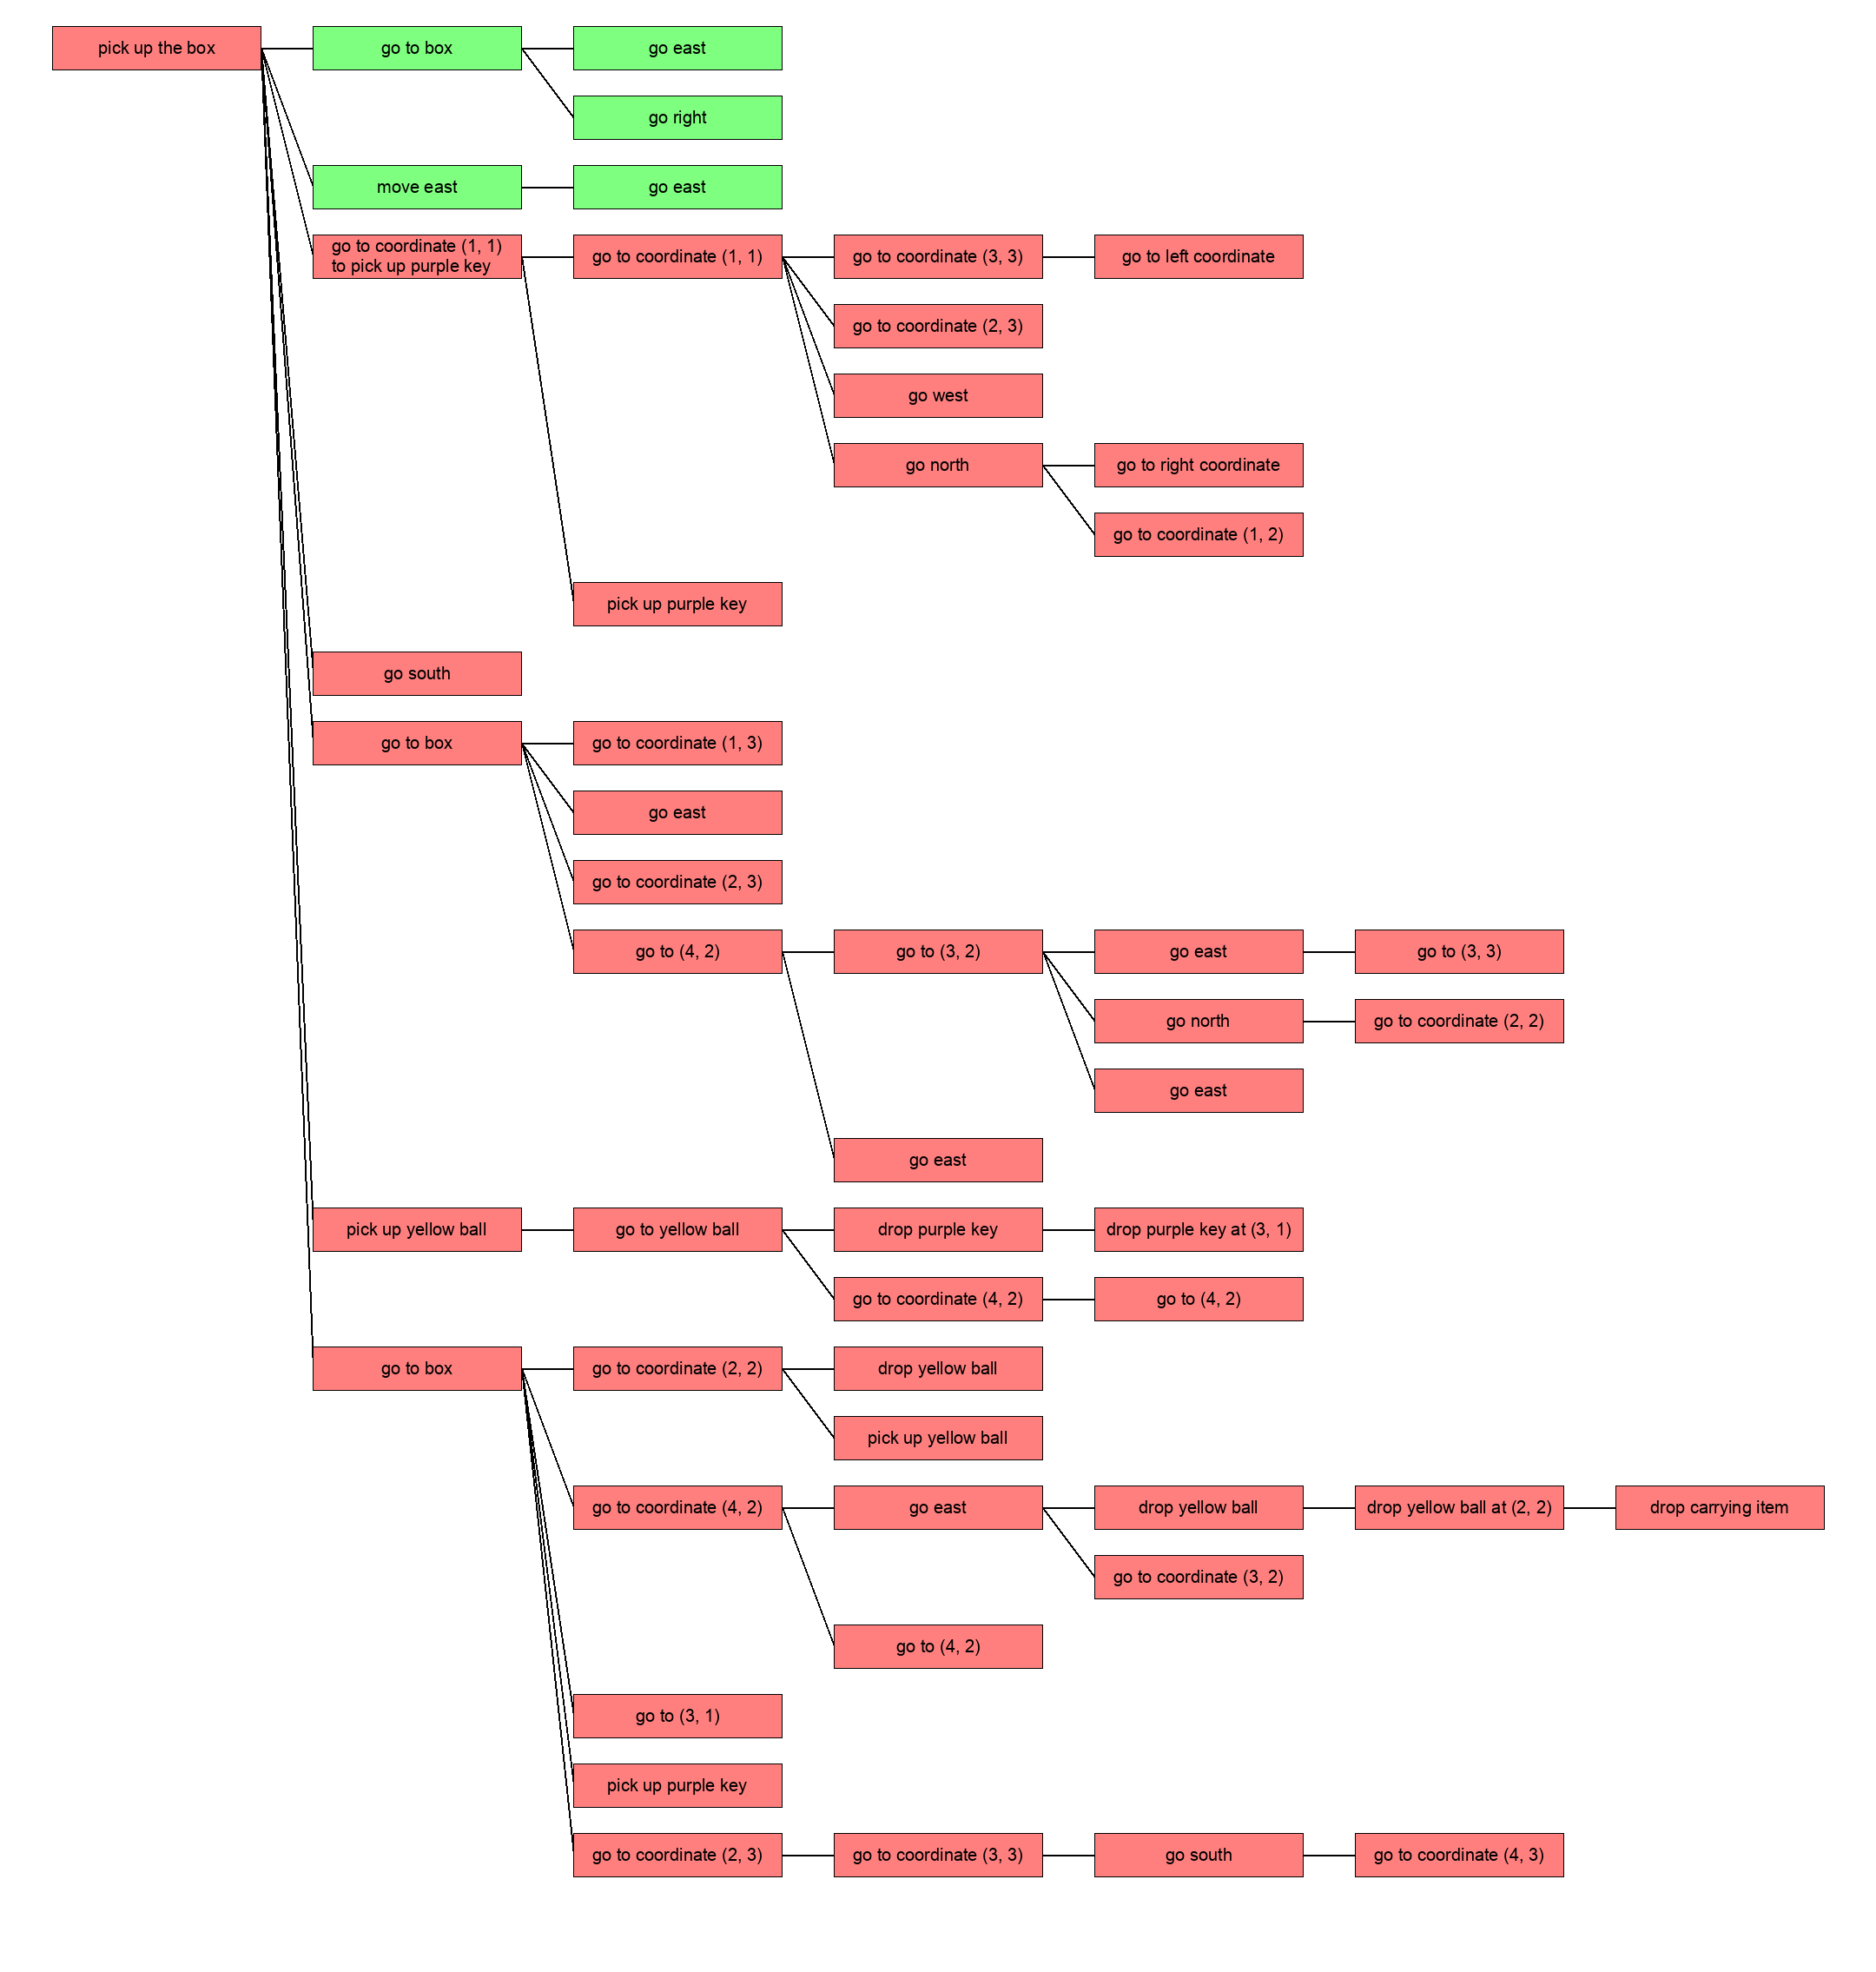 pick up the box
go to box
go east
go right
move east
go east
go to coordinate (1, 1)
to pick up purple key
go to coordinate (1, 1)
go to coordinate (3, 3)
go to left coordinate
go to coordinate (2, 3)
go west
go north
go to right coordinate
go to coordinate (1, 2)
pick up purple key
go south
go to box
go to coordinate (1, 3)
go east
go to coordinate (2, 3)
go to (4, 2)
go to (3, 2)
go east
go to (3, 3)
go north
go to coordinate (2, 2)
go east
go east
pick up yellow ball
go to yellow ball
drop purple key
drop purple key at (3, 1)
go to coordinate (4, 2)
go to (4, 2)
go to box
go to coordinate (2, 2)
drop yellow ball
pick up yellow ball
go to coordinate (4, 2)
go east
drop yellow ball
drop yellow ball at (2, 2)
drop carrying item
go to coordinate (3, 2)
go to (4, 2)
go to (3, 1)
pick up purple key
go to coordinate (2, 3)
go to coordinate (3, 3)
go south
go to coordinate (4, 3)